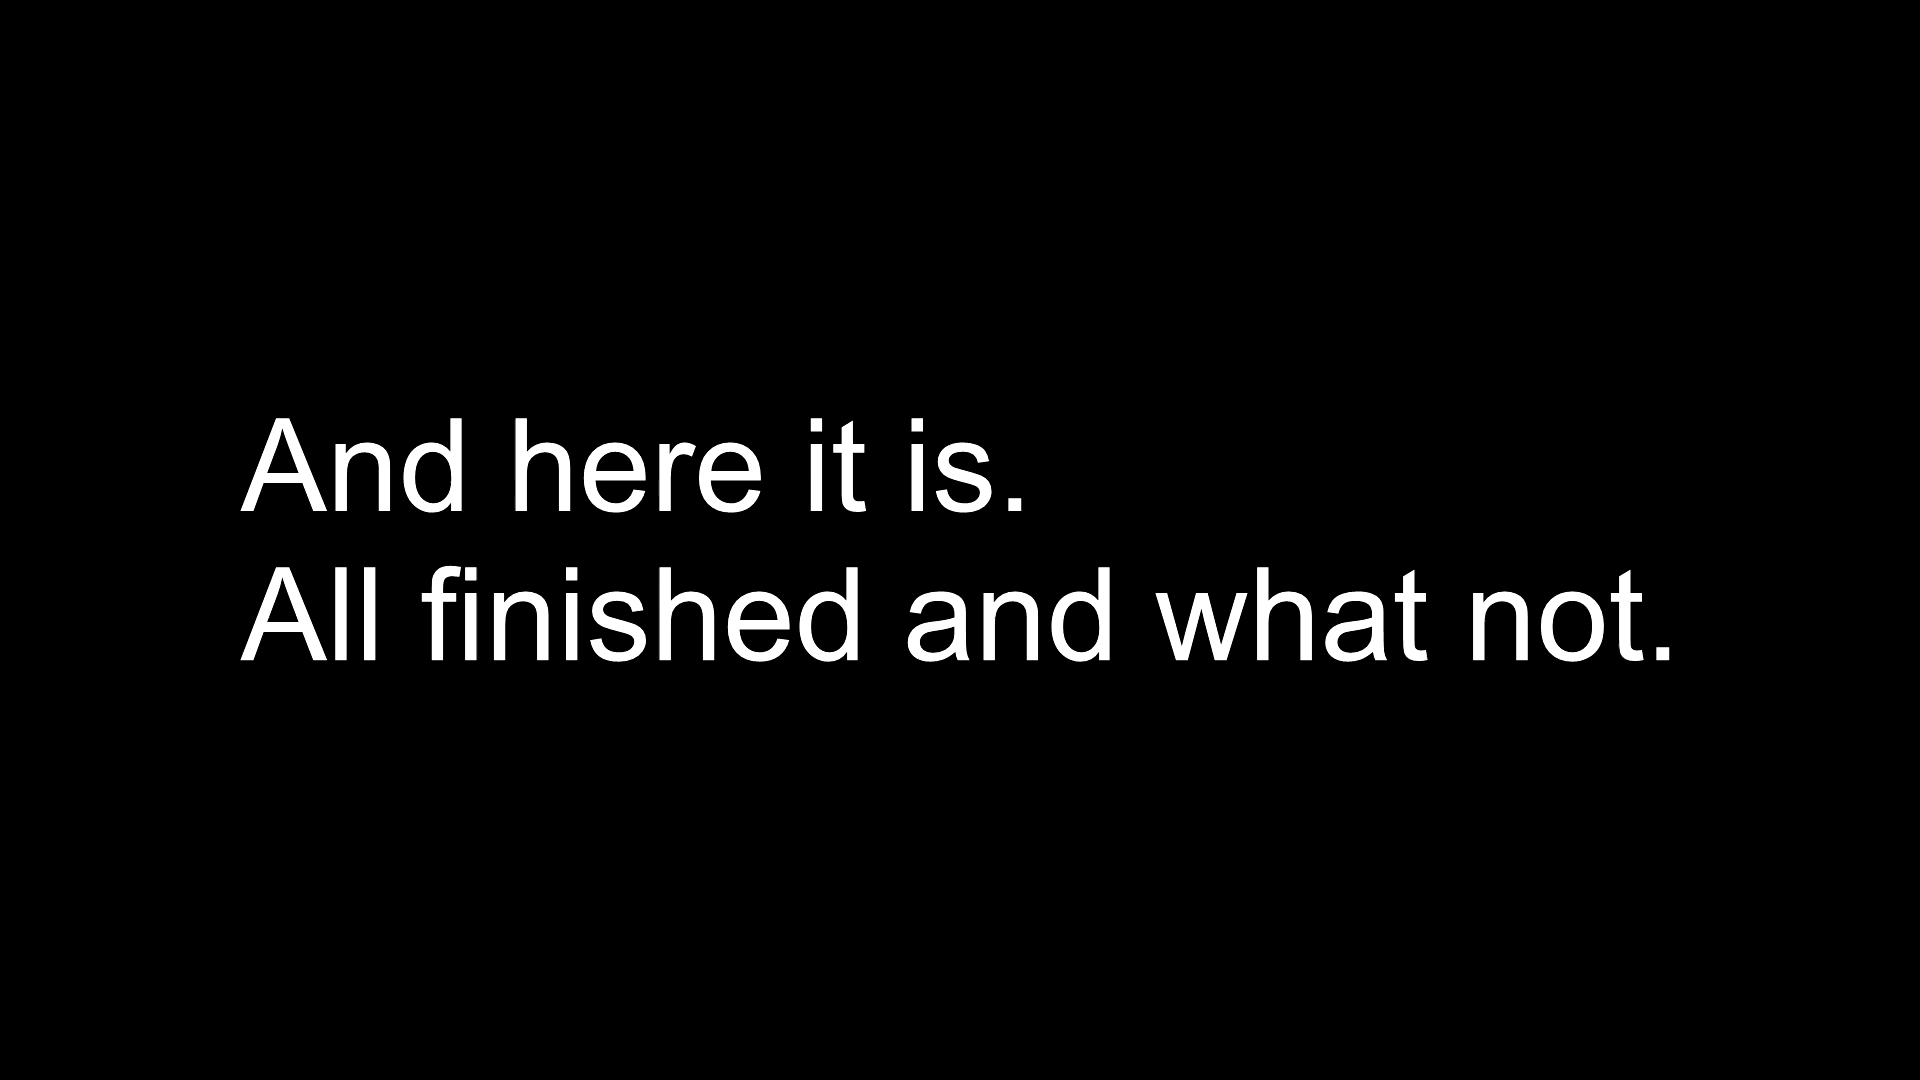 And here it is.
All finished and what not.